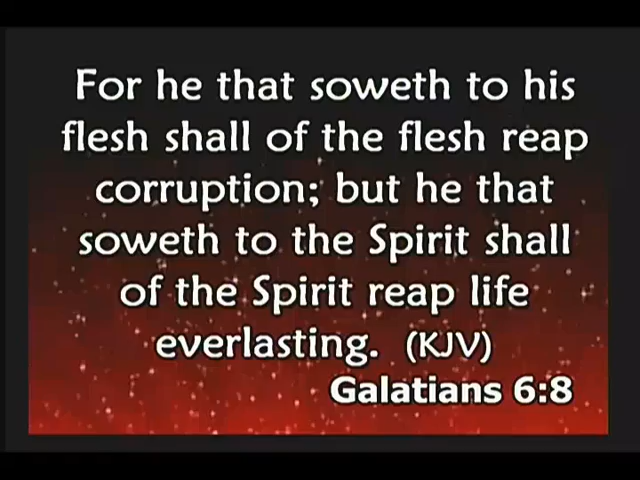 For he that soweth to his
flesh shall of the flesh reap
corruption; but he that
soweth to the Spirit shall
of the Spirit reap life
everlasting. (KJV)
Galatians 6:8